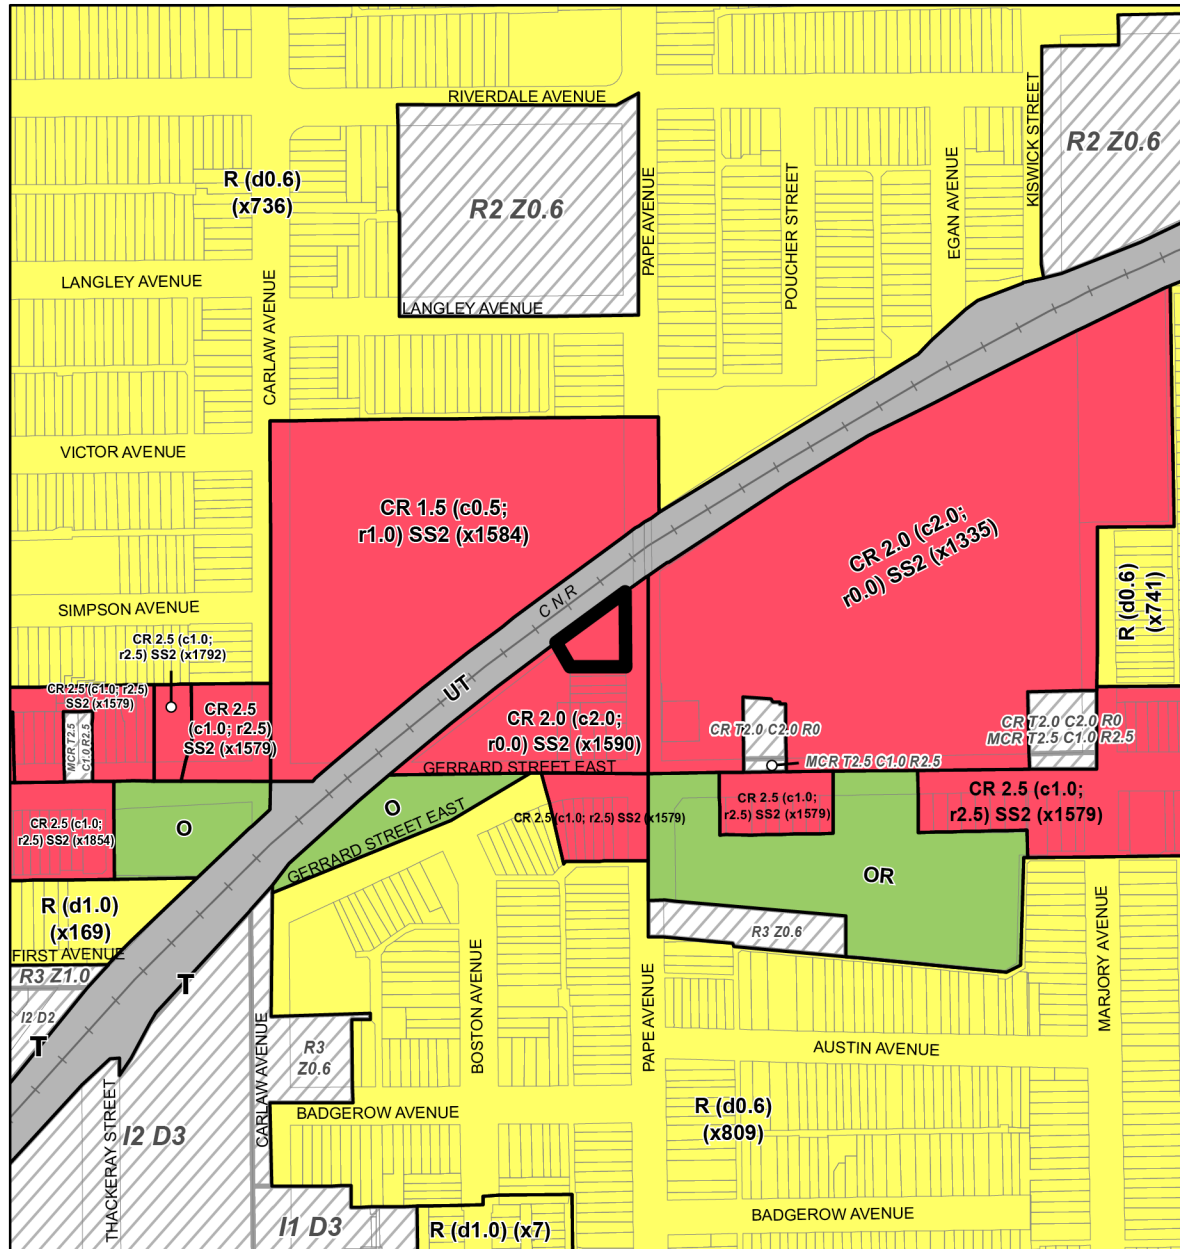 RIVERDALE AVENUE
KISWICK STREET
R2 Z0.6
R (d0.6)
(x736)
R2 Z0.6
PAPE AVENUE
POUCHER STREET
EGAN AVENUE
LANGLEY AVENUE
CARLAW AVENUE
LANGLEY AVENUE
VICTOR AVENUE
CR 1.5 (c0.5;
r1.0) SS2 (x1584)
CR 2.0 (c2.0;
r0.0) SS2 (x1335)
R (d0.6)
(x741)
SIMPSON AVENUE
C N R
CR 2.5 (c1.0;
r2.5) SS2 (x1792)
CR 2.5 (c1.0; r2.5)
SS2 (x1579)
MCR T2.5
C1.0 R2.5
CR 2.5
(c1.0; r2.5)
SS2 (x1579)
UT
CR 2.0 (c2.0;
r0.0) SS2 (x1590)
CR T2.0 C2.0 R0
CR T2.0 C2.0 R0
MCR T2.5 C1.0 R2.5
MCR T2.5 C1.0 R2.5
GERRARD STREET EAST
CR 2.5 (c1.0;
r2.5) SS2 (x1854)
O
O
GERRARD STREET EAST
CR 2.5 (c1.0; r2.5) SS2 (x1579)
CR 2.5 (c1.0;
r2.5) SS2 (x1579)
CR 2.5 (c1.0;
r2.5) SS2 (x1579)
OR
R (d1.0)
(x169)
FIRST AVENUE
R3 Z1.0
T
I2 D2
T
R3 Z0.6
BOSTON AVENUE
PAPE AVENUE
MARJORY AVENUE
CARLAW AVENUE
R3
Z0.6
AUSTIN AVENUE
THACKERAY STREET
I2 D3
BADGEROW AVENUE
R (d0.6)
(x809)
I1 D3
R (d1.0) (x7)
BADGEROW AVENUE